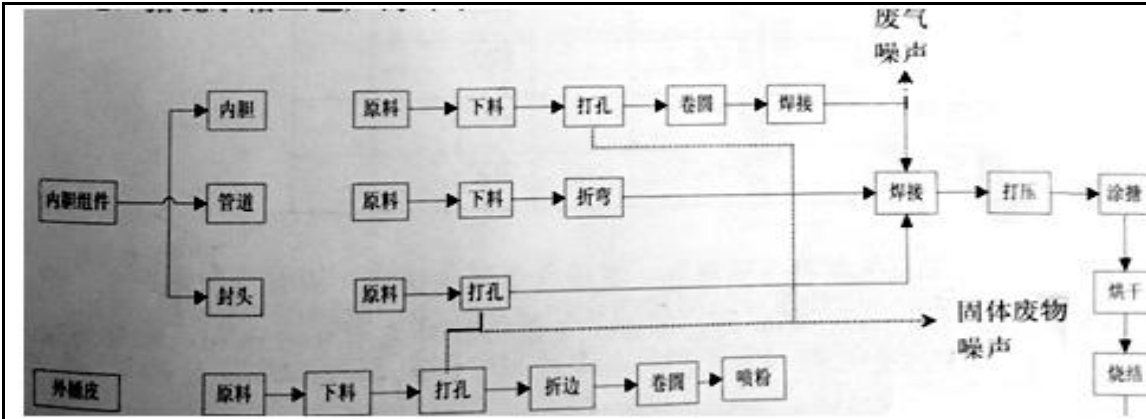 废气
噪声
内胆 原料 下料 打孔 卷圆 焊接
内胆组件 管道 原料 下料 折弯 焊接 打压 涂搪
封头 原料 打孔
烘干
固体废物
噪声
外桶皮 原料 下料 打孔 折边 卷圆 喷粉
烧结